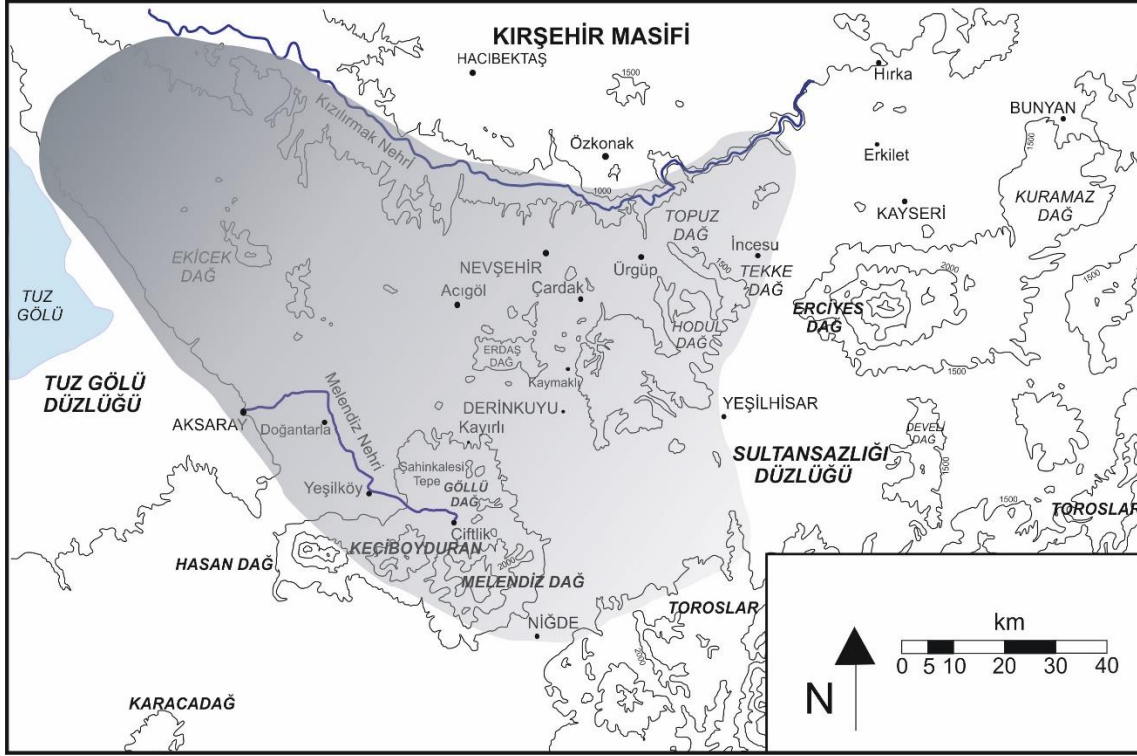 KIRŞEHİR MASİFİ
HACIBEKTAŞ
1500
Hırka
BUNYAN
Kızılırmak Nehri
Özkonak
Erkilet
1500
1000
KAYSERİ
KURAMAZ
DAĞ
TOPUZ
DAĞ
EKİCEK
DAĞ
NEVŞEHİR
Ürgüp
1500
İncesu
TEKKE
DAĞ
2000
1500
TUZ
GÖLÜ
Acıgöl
Çardak
HODUL
DAĞ
ERCİYES
DAĞ
ERDAŞ
DAĞ
Kaymaklı
1500
TUZ GÖLÜ
DÜZLÜĞÜ
Melendiz Nehri
AKSARAY
Doğantarla
DERİNKUYU
Kayırlı
YEŞİLHİSAR
DEVELİ
DAĞ
SULTANSAZLIĞI
DÜZLÜĞÜ
1500
Şahinkalesi
Tepe
GÖLLÜ
DAĞ
Yeşilköy
1500
TOROSLAR
Çiftlik
KEÇİBOYDURAN
HASAN DAĞ
2000
MELENDİZ DAĞ
TOROSLAR
NİĞDE
2000
KARACADAĞ
km
0 5 10 20 30 40
N